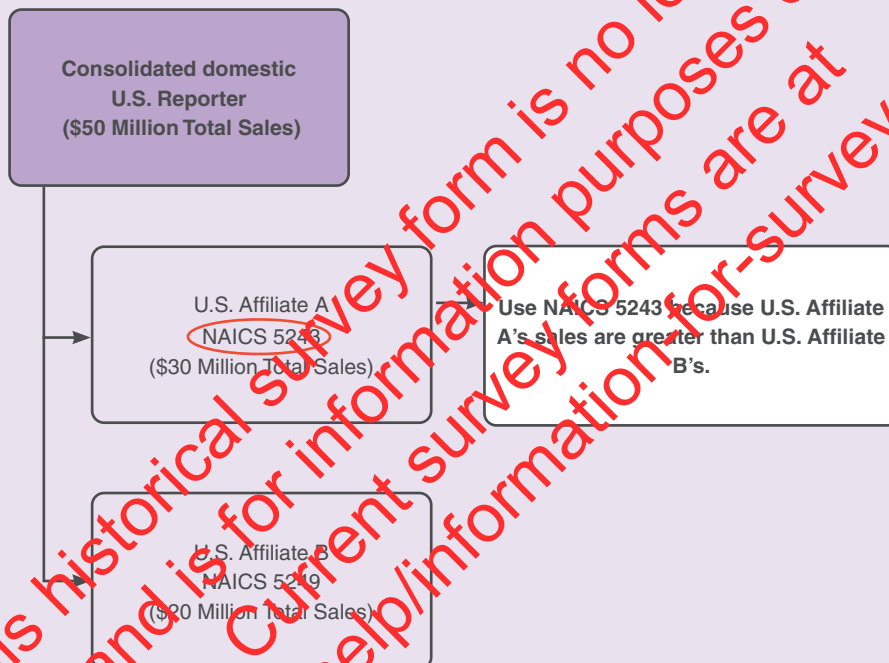 Consolidated domestic
U.S. Reporter
($50 Million Total Sales)
U.S. Affiliate A
NAICS 5243
($30 Million Total Sales)
Use NAICS 5243 because U.S. Affiliate
A's sales are greater than U.S. Affiliate
B's.
U.S. Affiliate B
NAICS 5249
($20 Million Total Sales)
historical survey form is no
and is for information purposes
Current survey forms are at
help/information-for-survey